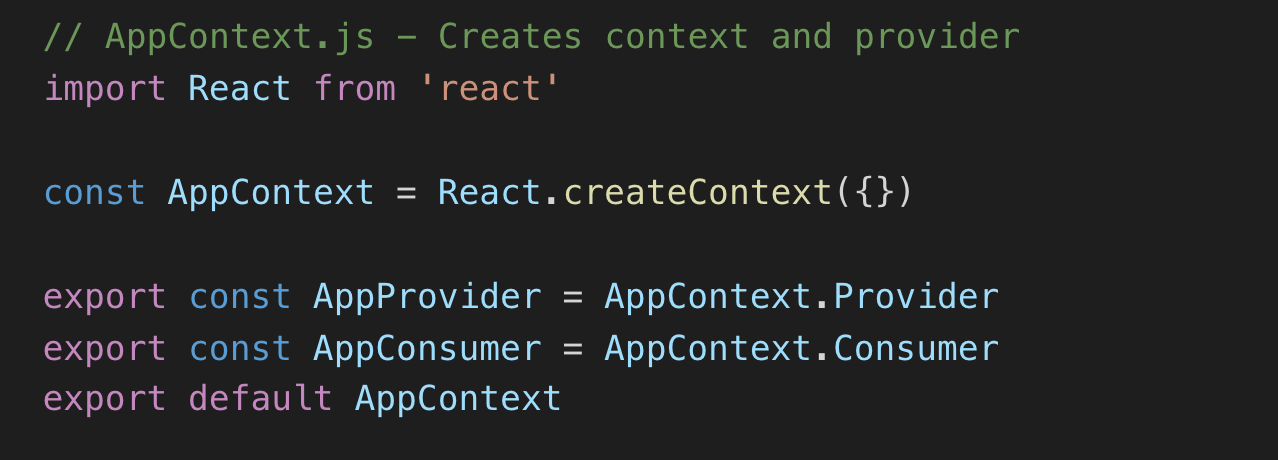 // AppContext.js – Creates context and provider
import React from 'react'
const AppContext = React.createContext({})
export const AppProvider = AppContext.Provider
export const AppConsumer = AppContext.Consumer
export default AppContext